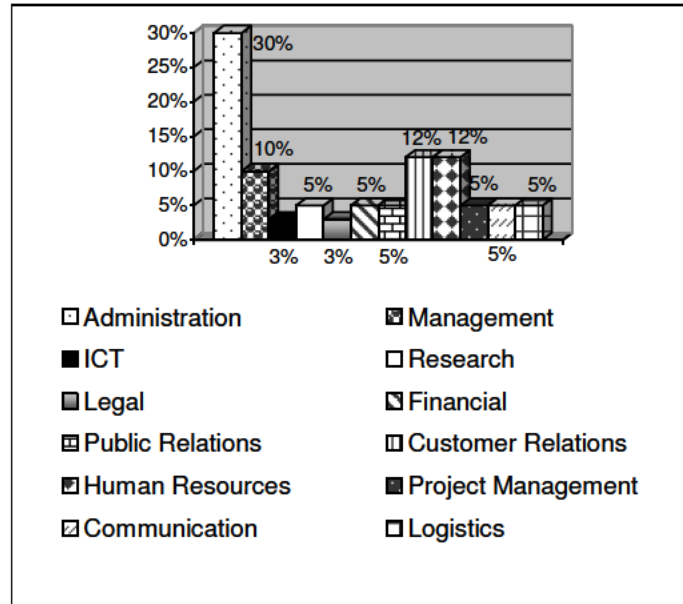 30%
25%
20%
15%
10%
5%
0%
30%
10%
3%
5%
3%
5%
5%
12%
12%
5%
5%
5%
Administration
Management
ICT
Research
Legal
Financial
Public Relations
Customer Relations
Human Resources
Project Management
Communication
Logistics